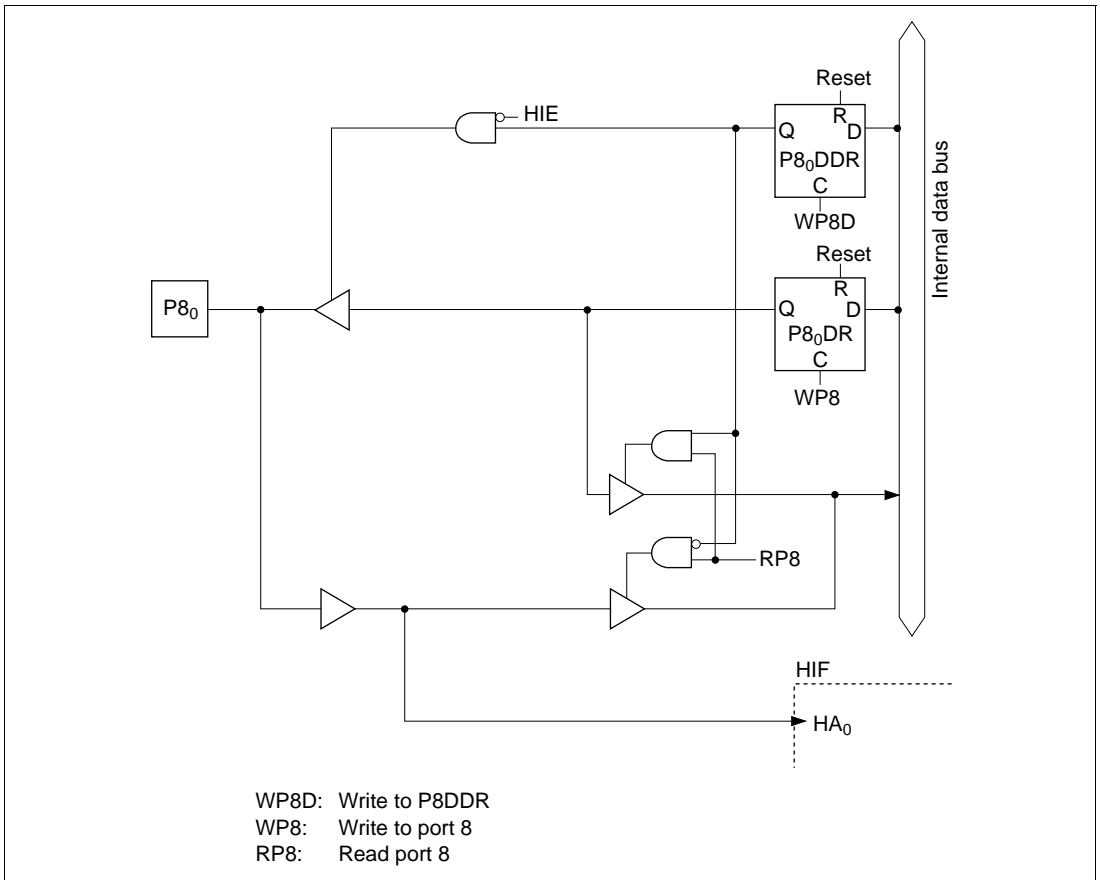 Reset
HIE
R
Q D
P8₀DDR
C
WP8D
Internal data bus
Reset
R
P8₀
Q D
P8₀DR
C
WP8
RP8
HIF
HA₀
WP8D: Write to P8DDR
WP8: Write to port 8
RP8: Read port 8